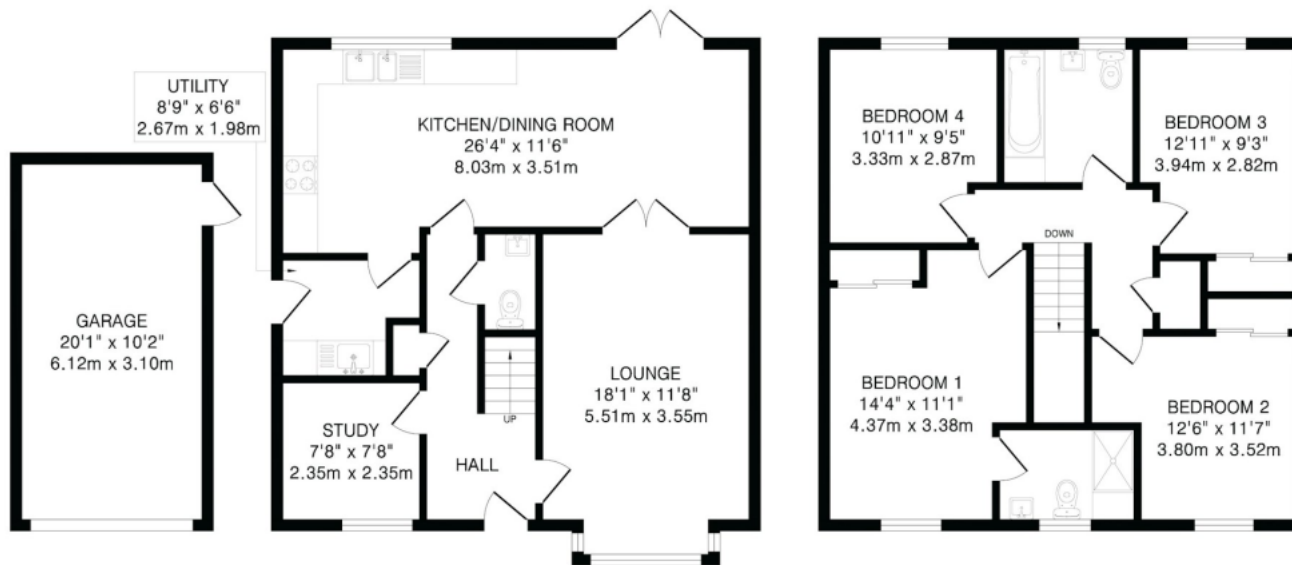 UTILITY
8'9" x 6'6"
2.67m x 1.98m
KITCHEN/DINING ROOM
26'4" x 11'6"
8.03m x 3.51m
GARAGE
20'1" x 10'2"
6.12m x 3.10m
STUDY
7'8" x 7'8"
2.35m x 2.35m
HALL
UP
LOUNGE
18'1" x 11'8"
5.51m x 3.55m
BEDROOM 4
10'11" x 9'5"
3.33m x 2.87m
BEDROOM 3
12'11" x 9'3"
3.94m x 2.82m
DOWN
BEDROOM 1
14'4" x 11'1"
4.37m x 3.38m
BEDROOM 2
12'6" x 11'7"
3.80m x 3.52m